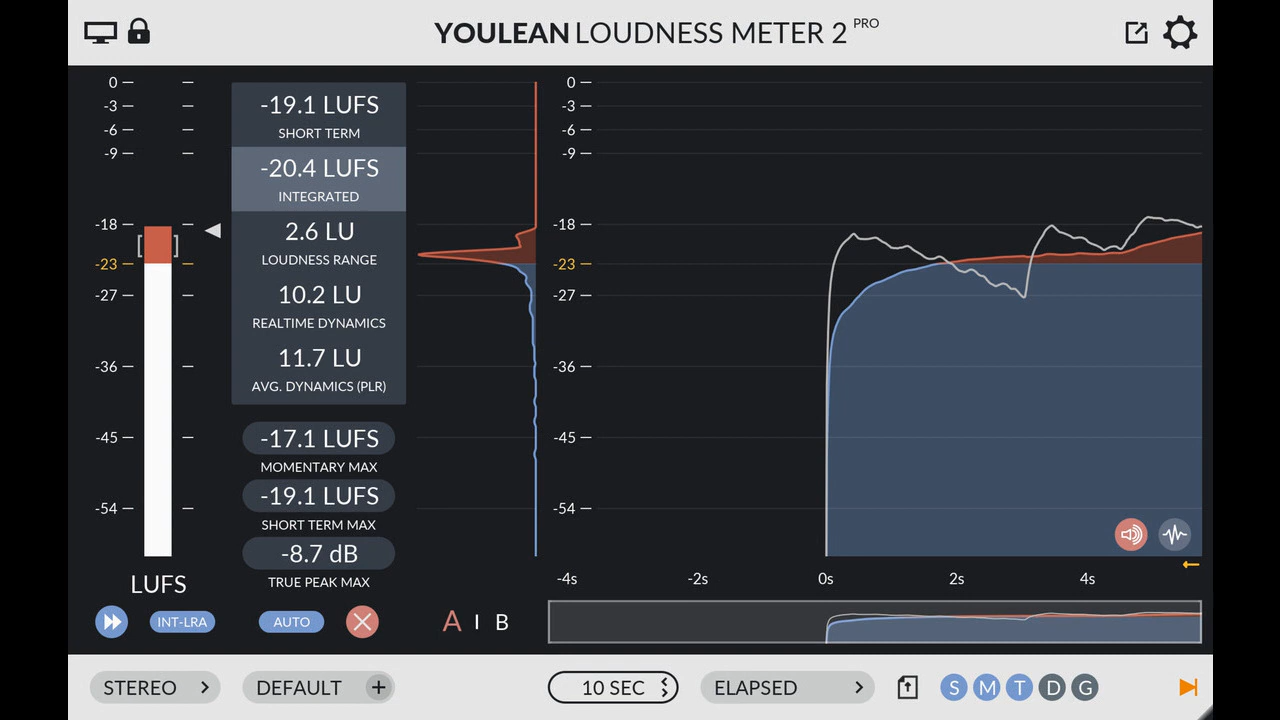 YOULEAN LOUDNESS METER 2 PRO
0
-3
-6
-9
-18
-23
-27
-36
-45
-54
LUFS
-19.1 LUFS
SHORT TERM
-20.4 LUFS
INTEGRATED
2.6 LU
LOUDNESS RANGE
10.2 LU
REALTIME DYNAMICS
11.7 LU
AVG. DYNAMICS (PLR)
-17.1 LUFS
MOMENTARY MAX
-19.1 LUFS
SHORT TERM MAX
-8.7 dB
TRUE PEAK MAX
0
-3
-6
-9
-18
-23
-27
-36
-45
-54
-4s -2s 0s 2s 4s
INT-LRA AUTO A B
STEREO DEFAULT + 10 SEC ELAPSED S M T D G